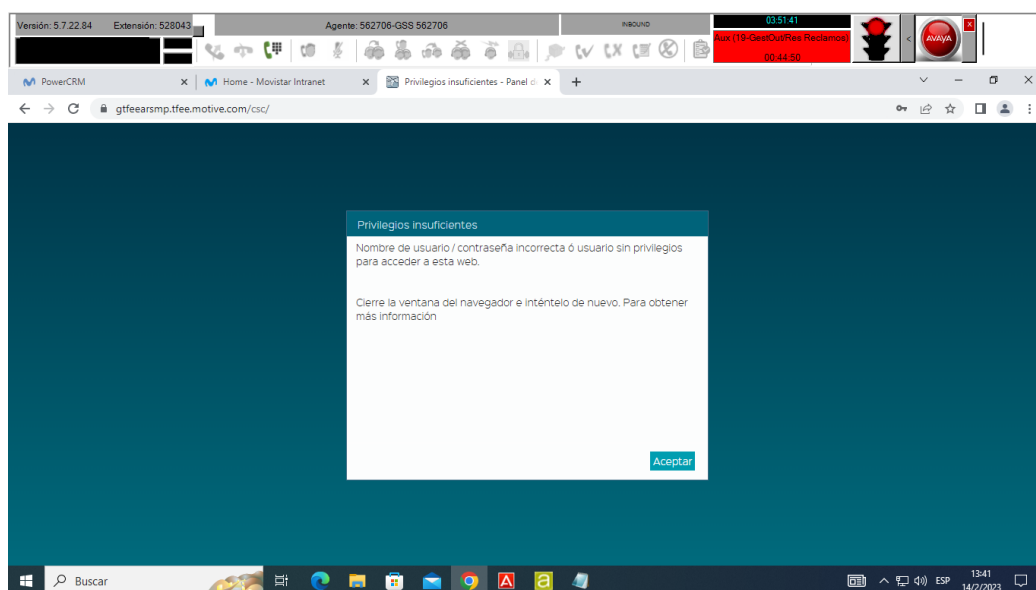 Versión: 5.7.22.84 Extensión: 528043 Agente: 562706-GSS 562706 INBOUND 03:51:41
Aux (19-GestOut/Res Reclamos)
00:44:50
AVAYA
X
PowerCRM
Home - Movistar Intranet
Privilegios insuficientes - Panel d
gtfeearsmp.tfee.motive.com/csc/
Privilegios insuficientes
Nombre de usuario / contraseña incorrecta ó usuario sin privilegios
para acceder a esta web.
Cierre la ventana del navegador e inténtelo de nuevo. Para obtener
más información
Aceptar
Buscar
ESP
13:41
14/2/2023